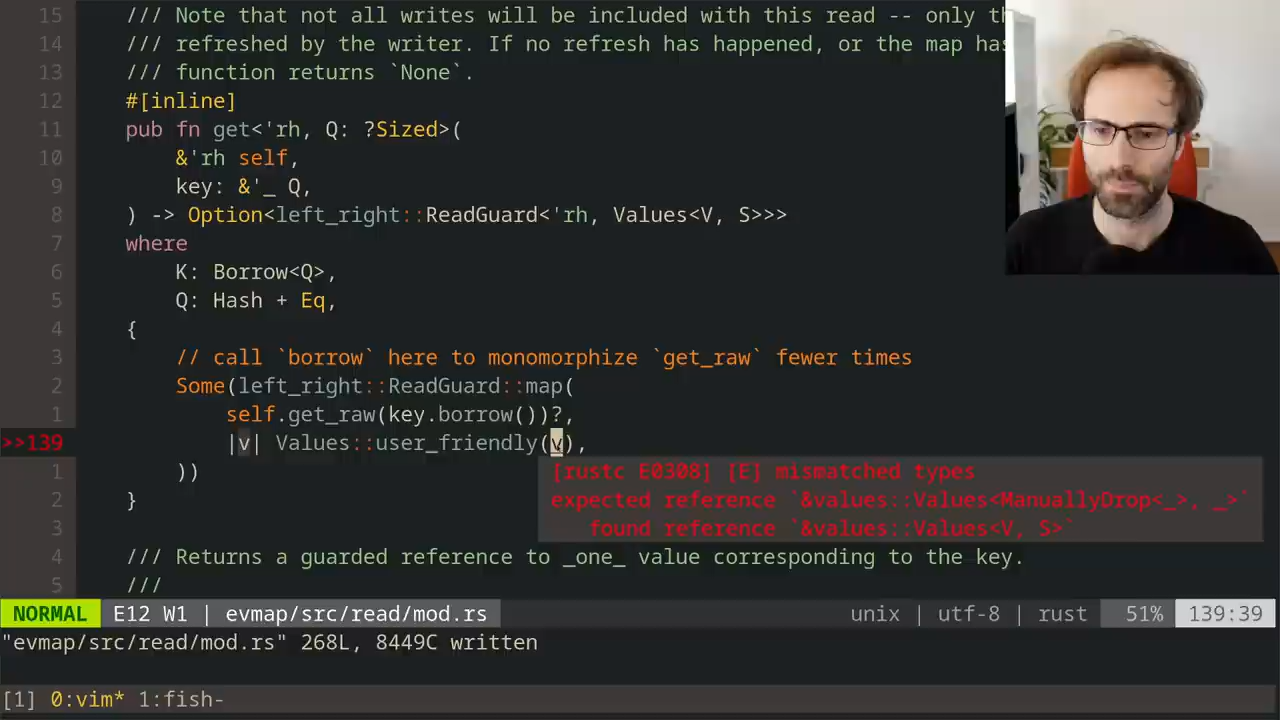 15 /// Note that not all writes will be included with this read -- only th
14 /// refreshed by the writer. If no refresh has happened, or the map has
13 /// function returns `None`.
12 #[inline]
11 pub fn get<'rh, Q: ?Sized>(
10 &'rh self,
9 key: &'_ Q,
8 ) -> Option<left_right::ReadGuard<'rh, Values<V, S>>>
7 where
6 K: Borrow<Q>,
5 Q: Hash + Eq,
4 {
3 // call `borrow` here to monomorphize `get_raw` fewer times
2 Some(left_right::ReadGuard::map(
1 self.get_raw(key.borrow())?,
>>139 |v| Values::user_friendly(v),
1 ))
[rustc E0308] [E] mismatched types
2 }
expected reference `&values::Values<ManuallyDrop<_>, _>`
3
found reference `&values::Values<V, S>`
4 /// Returns a guarded reference to _one_ value corresponding to the key.
5 ///
NORMAL E12 W1 | evmap/src/read/mod.rs unix | utf-8 | rust 51% 139:39
"evmap/src/read/mod.rs" 268L, 8449C written
[1] 0:vim* 1:fish-